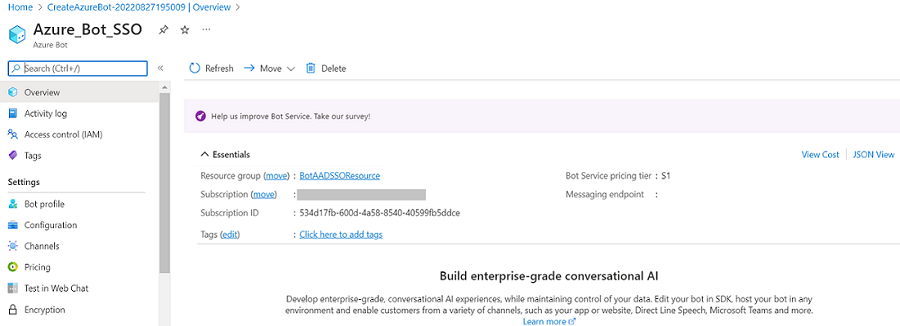 Home > CreateAzureBot-20220827195009 | Overview >
Azure_Bot_SSO
Azure Bot
Search (Ctrl+/)
Refresh Move Delete
Overview
Activity log
Access control (IAM)
Tags
Settings
Bot profile
Configuration
Channels
Pricing
Test in Web Chat
Encryption
Help us improve Bot Service. Take our survey!
Essentials
View Cost | JSON View
Resource group (move) : BotAADSSOResource
Bot Service pricing tier : S1
Subscription (move) :
Messaging endpoint :
Subscription ID : 534d17fb-600d-4a58-8540-40599fb5ddce
Tags (edit) : Click here to add tags
Build enterprise-grade conversational AI
Develop enterprise-grade, conversational AI experiences, while maintaining control of your data. Edit your bot in SDK, host your bot in any
environment and enable customers from a variety of channels, such as your app or website, Direct Line Speech, Microsoft Teams and more.
Learn more